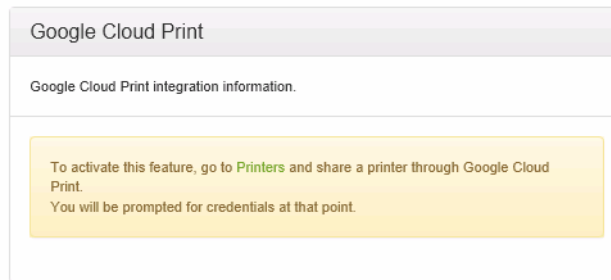 Google Cloud Print
Google Cloud Print integration information.
To activate this feature, go to Printers and share a printer through Google Cloud
Print.
You will be prompted for credentials at that point.